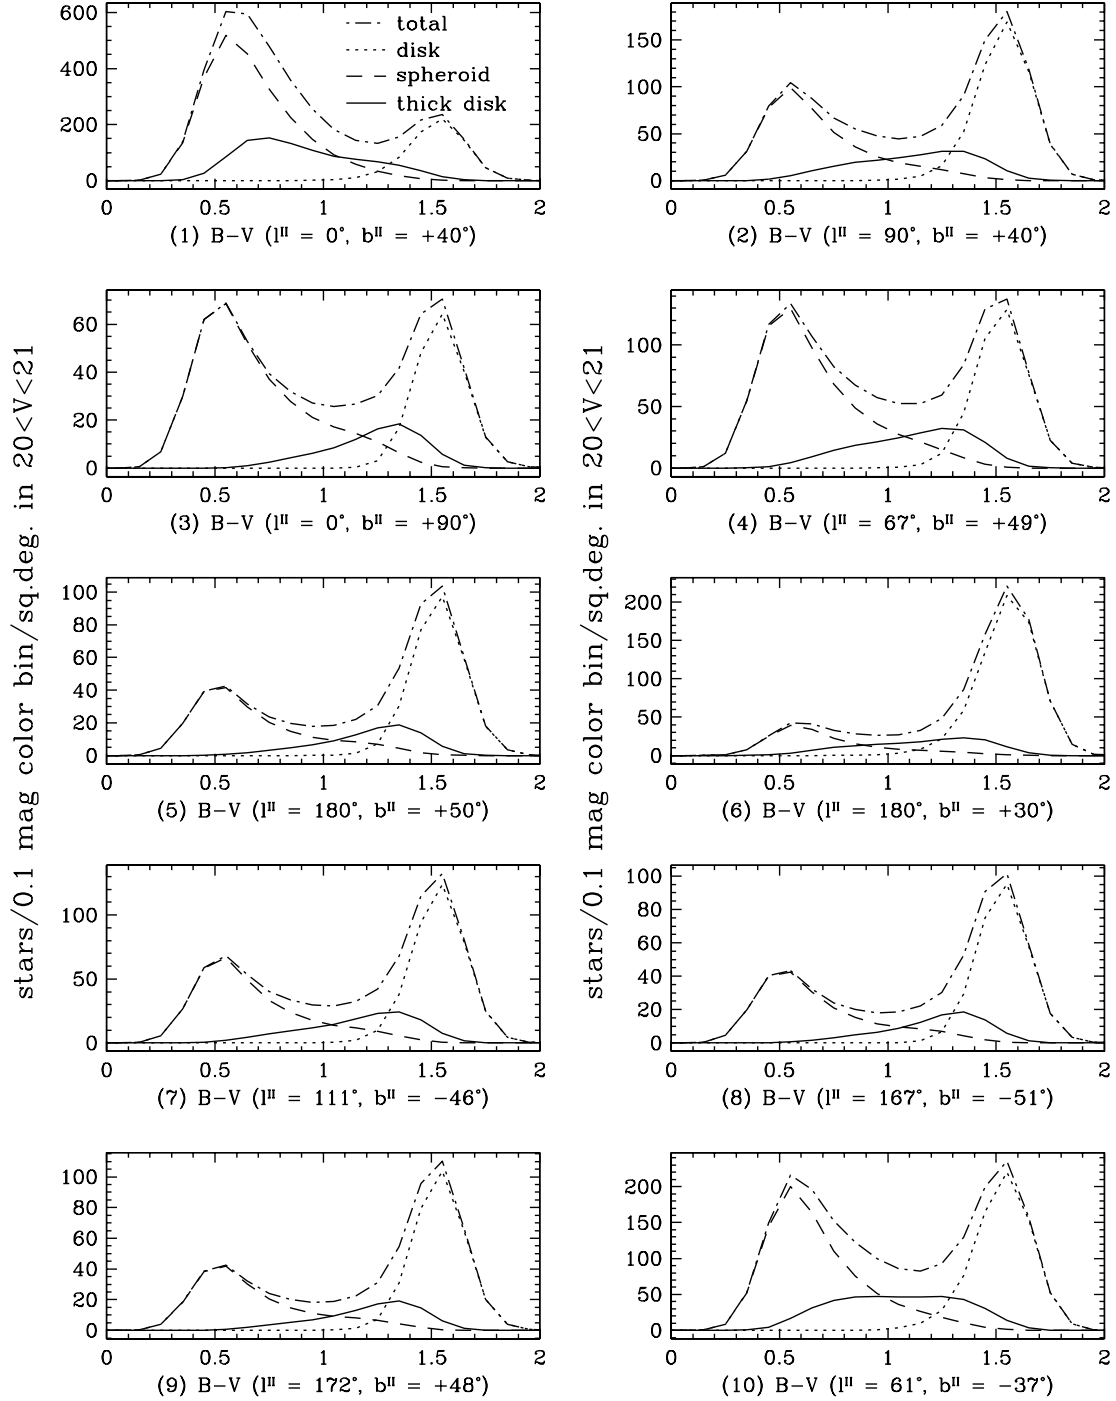 total
disk
spheroid
thick disk
600
400
200
0
0 0.5 1 1.5 2
(1) B−V (lᴵᴵ = 0°, bᴵᴵ = +40°)
150
100
50
0
0 0.5 1 1.5 2
(2) B−V (lᴵᴵ = 90°, bᴵᴵ = +40°)
60
40
20
0
0 0.5 1 1.5 2
(3) B−V (lᴵᴵ = 0°, bᴵᴵ = +90°)
100
50
0
0 0.5 1 1.5 2
(4) B−V (lᴵᴵ = 67°, bᴵᴵ = +49°)
100
80
60
40
20
0
0 0.5 1 1.5 2
(5) B−V (lᴵᴵ = 180°, bᴵᴵ = +50°)
200
150
100
50
0
0 0.5 1 1.5 2
(6) B−V (lᴵᴵ = 180°, bᴵᴵ = +30°)
100
50
0
0 0.5 1 1.5 2
(7) B−V (lᴵᴵ = 111°, bᴵᴵ = −46°)
100
80
60
40
20
0
0 0.5 1 1.5 2
(8) B−V (lᴵᴵ = 167°, bᴵᴵ = −51°)
100
80
60
40
20
0
0 0.5 1 1.5 2
(9) B−V (lᴵᴵ = 172°, bᴵᴵ = +48°)
200
150
100
50
0
0 0.5 1 1.5 2
(10) B−V (lᴵᴵ = 61°, bᴵᴵ = −37°)
stars/0.1 mag color bin/sq.deg. in 20<V<21
stars/0.1 mag color bin/sq.deg. in 20<V<21